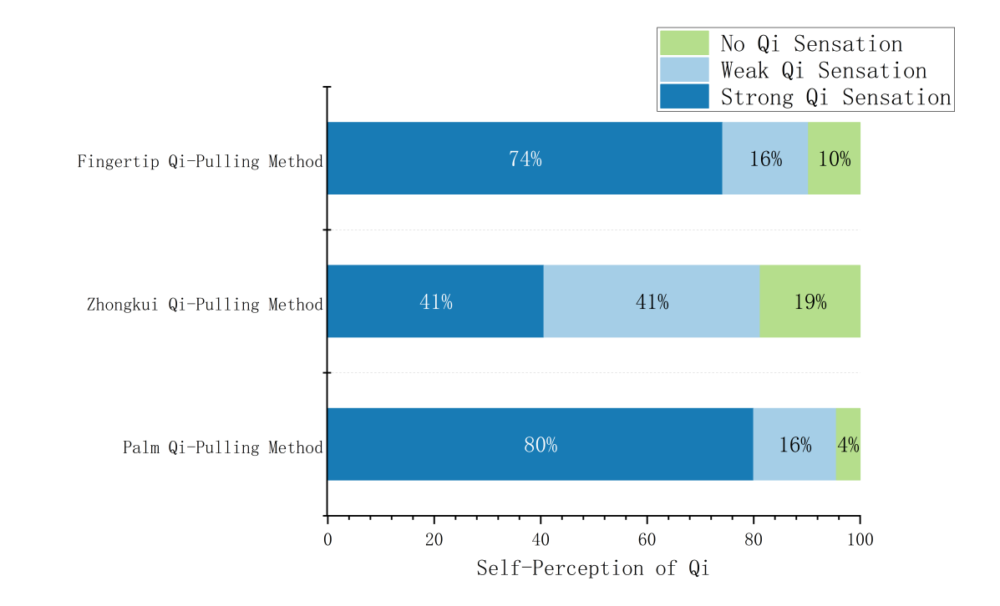 No Qi Sensation
Weak Qi Sensation
Strong Qi Sensation
Fingertip Qi-Pulling Method
74%
16%
10%
Zhongkui Qi-Pulling Method
41%
41%
19%
Palm Qi-Pulling Method
80%
16%
4%
0
20
40
60
80
100
Self-Perception of Qi